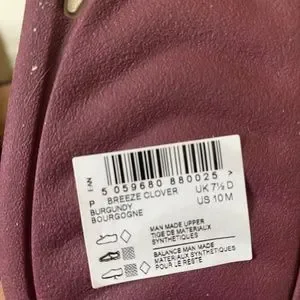 5 059680 880025 >
P BREEZE CLOVER UK 7½ D
BURGUNDY US 10 M
BOURGOGNE
MAN MADE UPPER
TIGE DE MATERIAUX
SYNTHETIQUES
BALANCE MAN MADE
MATERIAUX SYNTHETIQUES
POUR LE RESTE